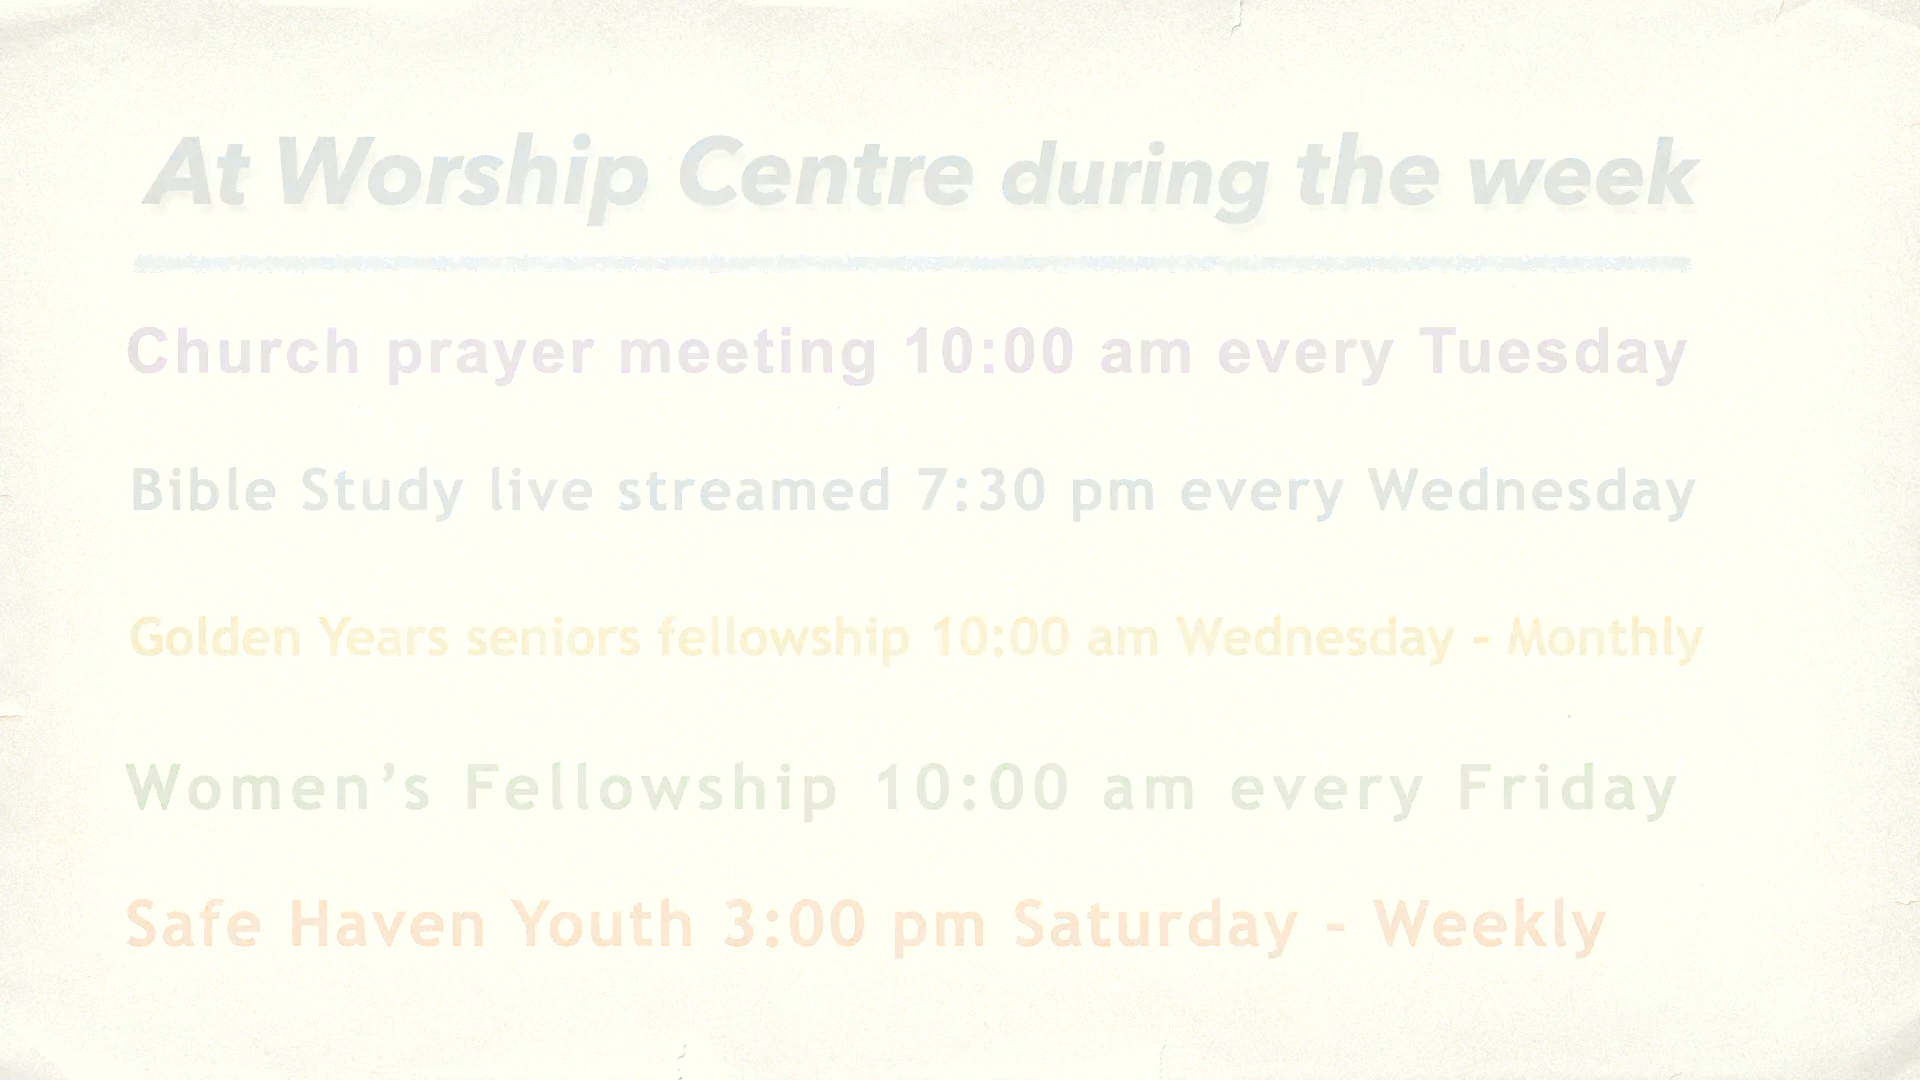 At Worship Centre during the week
Church prayer meeting 10:00 am every Tuesday
Bible Study live streamed 7:30 pm every Wednesday
Golden Years seniors fellowship 10:00 am Wednesday - Monthly
Women’s Fellowship 10:00 am every Friday
Safe Haven Youth 3:00 pm Saturday - Weekly